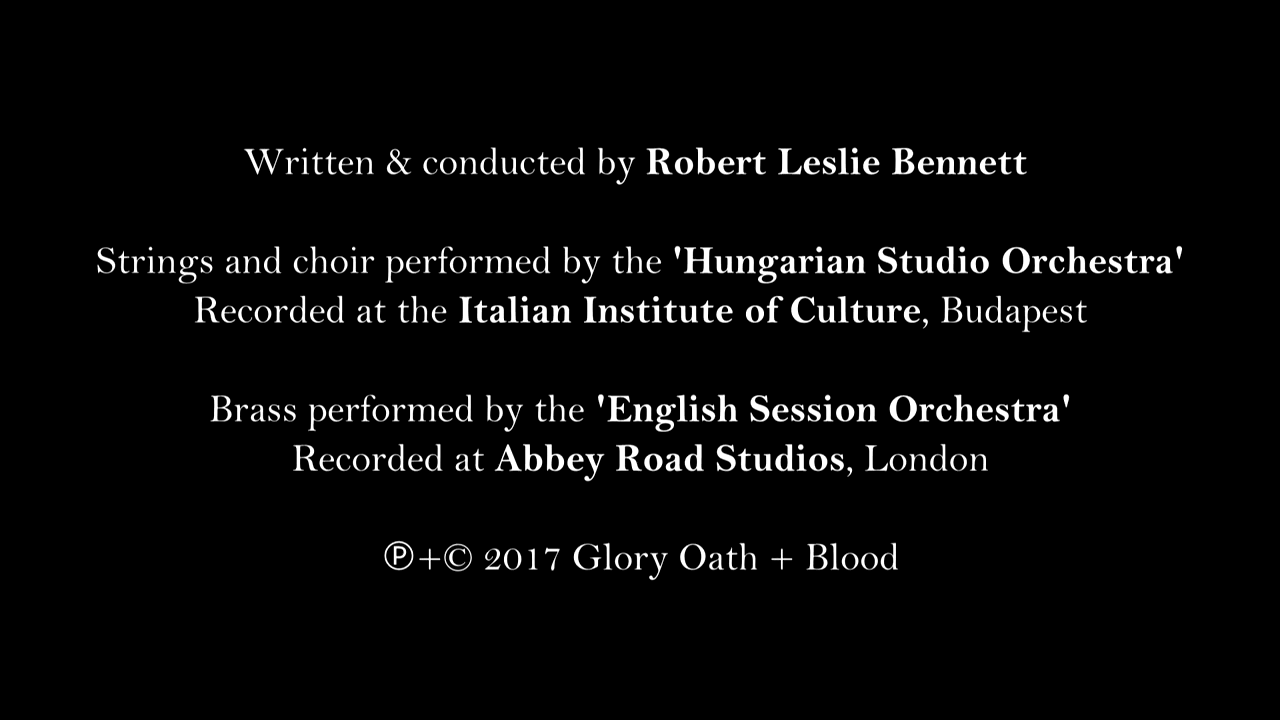 Written & conducted by Robert Leslie Bennett
Strings and choir performed by the 'Hungarian Studio Orchestra'
Recorded at the Italian Institute of Culture, Budapest
Brass performed by the 'English Session Orchestra'
Recorded at Abbey Road Studios, London
℗+© 2017 Glory Oath + Blood